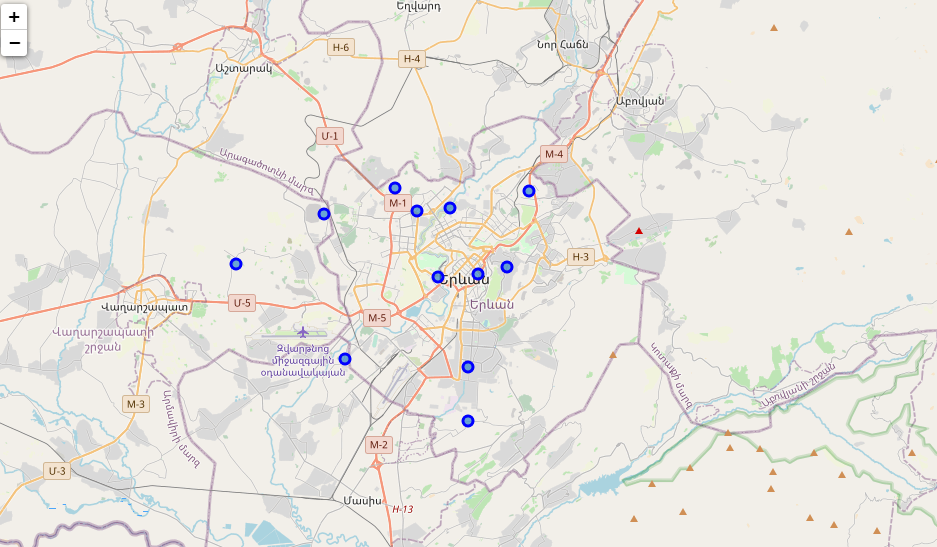 +
−
Եղվարդ
Նոր Հաճն
H-6
H-4
Աշտարակ
Աբովյան
Մ-1
M-4
Արագածոտնի մարզ
M-1
H-3
Երևան
Երևան
Մ-5
Վաղարշապատ
M-5
Վաղարշապատի
շրջան
Զվարթնոց
միջազգային
օդանավակայան
Կոտայքի մարզ
Աբովյանի շրջան
M-3
Արմավիրի մարզ
M-2
Մ-3
Մասիս
H-13